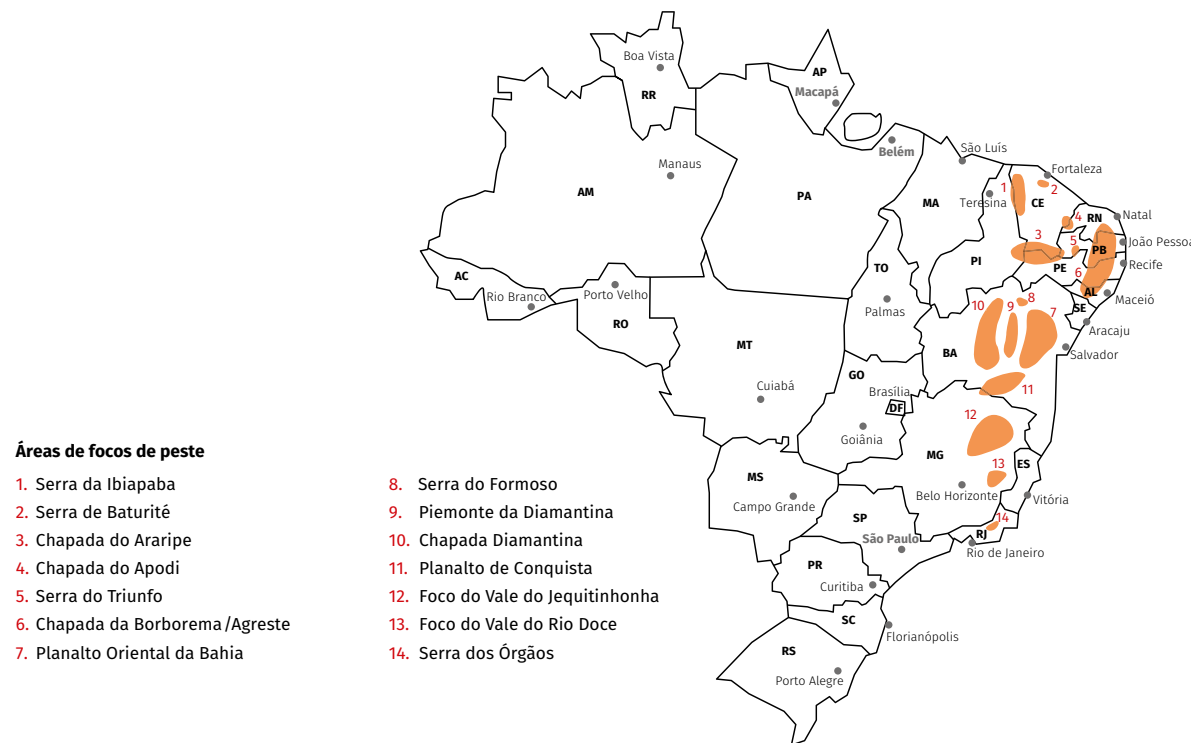 Boa Vista
RR
AP
Macapá
Belém
São Luís
Fortaleza
Manaus
Teresina
1
2
CE
AM
PA
MA
4
RN
Natal
3
5
PB
João Pessoa
PI
PE
6
Recife
TO
AC
Rio Branco
Porto Velho
RO
Palmas
AL
Maceió
SE
10
9
8
7
Aracaju
MT
BA
Salvador
GO
Cuiabá
Brasília
DF
11
12
Goiânia
MG
13
ES
MS
Campo Grande
Belo Horizonte
Vitória
SP
São Paulo
14
RJ
Rio de Janeiro
PR
Curitiba
SC
Florianópolis
RS
Porto Alegre
Áreas de focos de peste
1. Serra da Ibiapaba
2. Serra de Baturité
3. Chapada do Araripe
4. Chapada do Apodi
5. Serra do Triunfo
6. Chapada da Borborema/Agreste
7. Planalto Oriental da Bahia
8. Serra do Formoso
9. Piemonte da Diamantina
10. Chapada Diamantina
11. Planalto de Conquista
12. Foco do Vale do Jequitinhonha
13. Foco do Vale do Rio Doce
14. Serra dos Órgãos